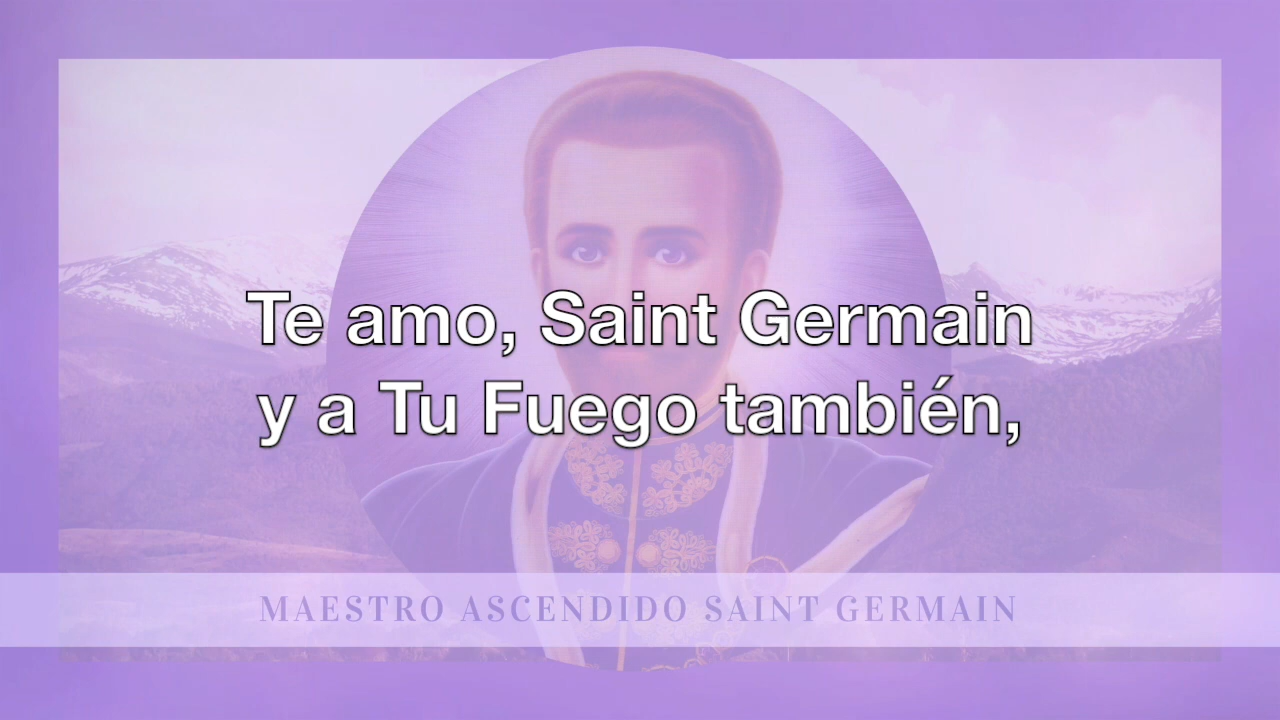 Te amo, Saint Germain
y a Tu Fuego también,
MAESTRO ASCENDIDO SAINT GERMAIN